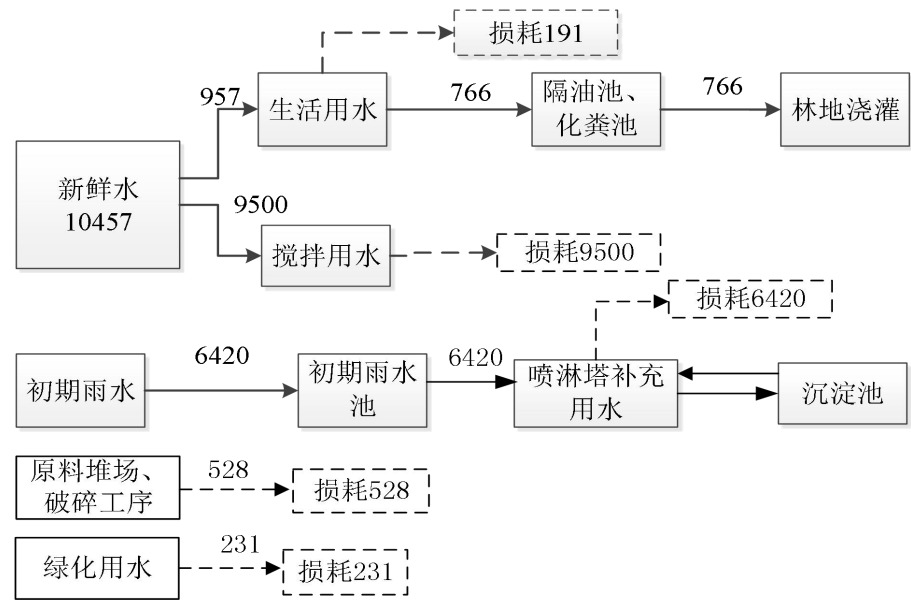 损耗191
957
生活用水
766
隔油池、
化粪池
766
林地浇灌
新鲜水
10457
9500
搅拌用水
损耗9500
损耗6420
初期雨水
6420
初期雨水
池
6420
喷淋塔补充
用水
沉淀池
原料堆场、
破碎工序
528
损耗528
绿化用水
231
损耗231